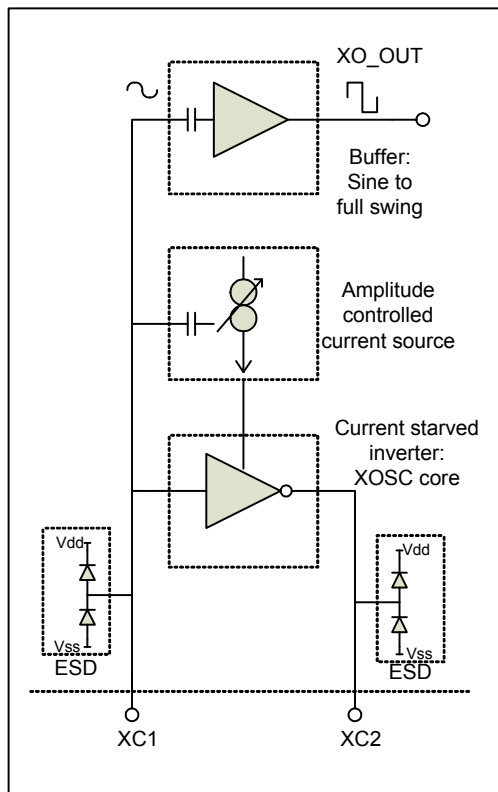 XO_OUT
Buffer:
Sine to
full swing
Amplitude
controlled
current source
Current starved
inverter:
XOSC core
Vdd
Vss
ESD
Vdd
Vss
ESD
XC1
XC2